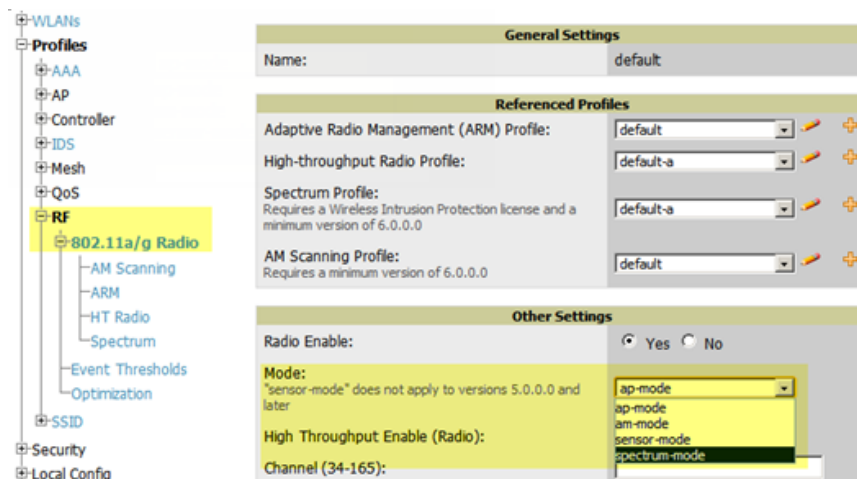 WLANs
Profiles
AAA
AP
Controller
IDS
Mesh
QoS
RF
802.11a/g Radio
AM Scanning
ARM
HT Radio
Spectrum
Event Thresholds
Optimization
SSID
Security
Local Config
General Settings
Name: default
Referenced Profiles
Adaptive Radio Management (ARM) Profile: default
High-throughput Radio Profile: default-a
Spectrum Profile:
Requires a Wireless Intrusion Protection license and a
minimum version of 6.0.0.0
default-a
AM Scanning Profile:
Requires a minimum version of 6.0.0.0
default
Other Settings
Radio Enable: Yes No
Mode:
"sensor-mode" does not apply to versions 5.0.0.0 and
later
ap-mode
ap-mode
am-mode
sensor-mode
spectrum-mode
High Throughput Enable (Radio):
Channel (34-165):